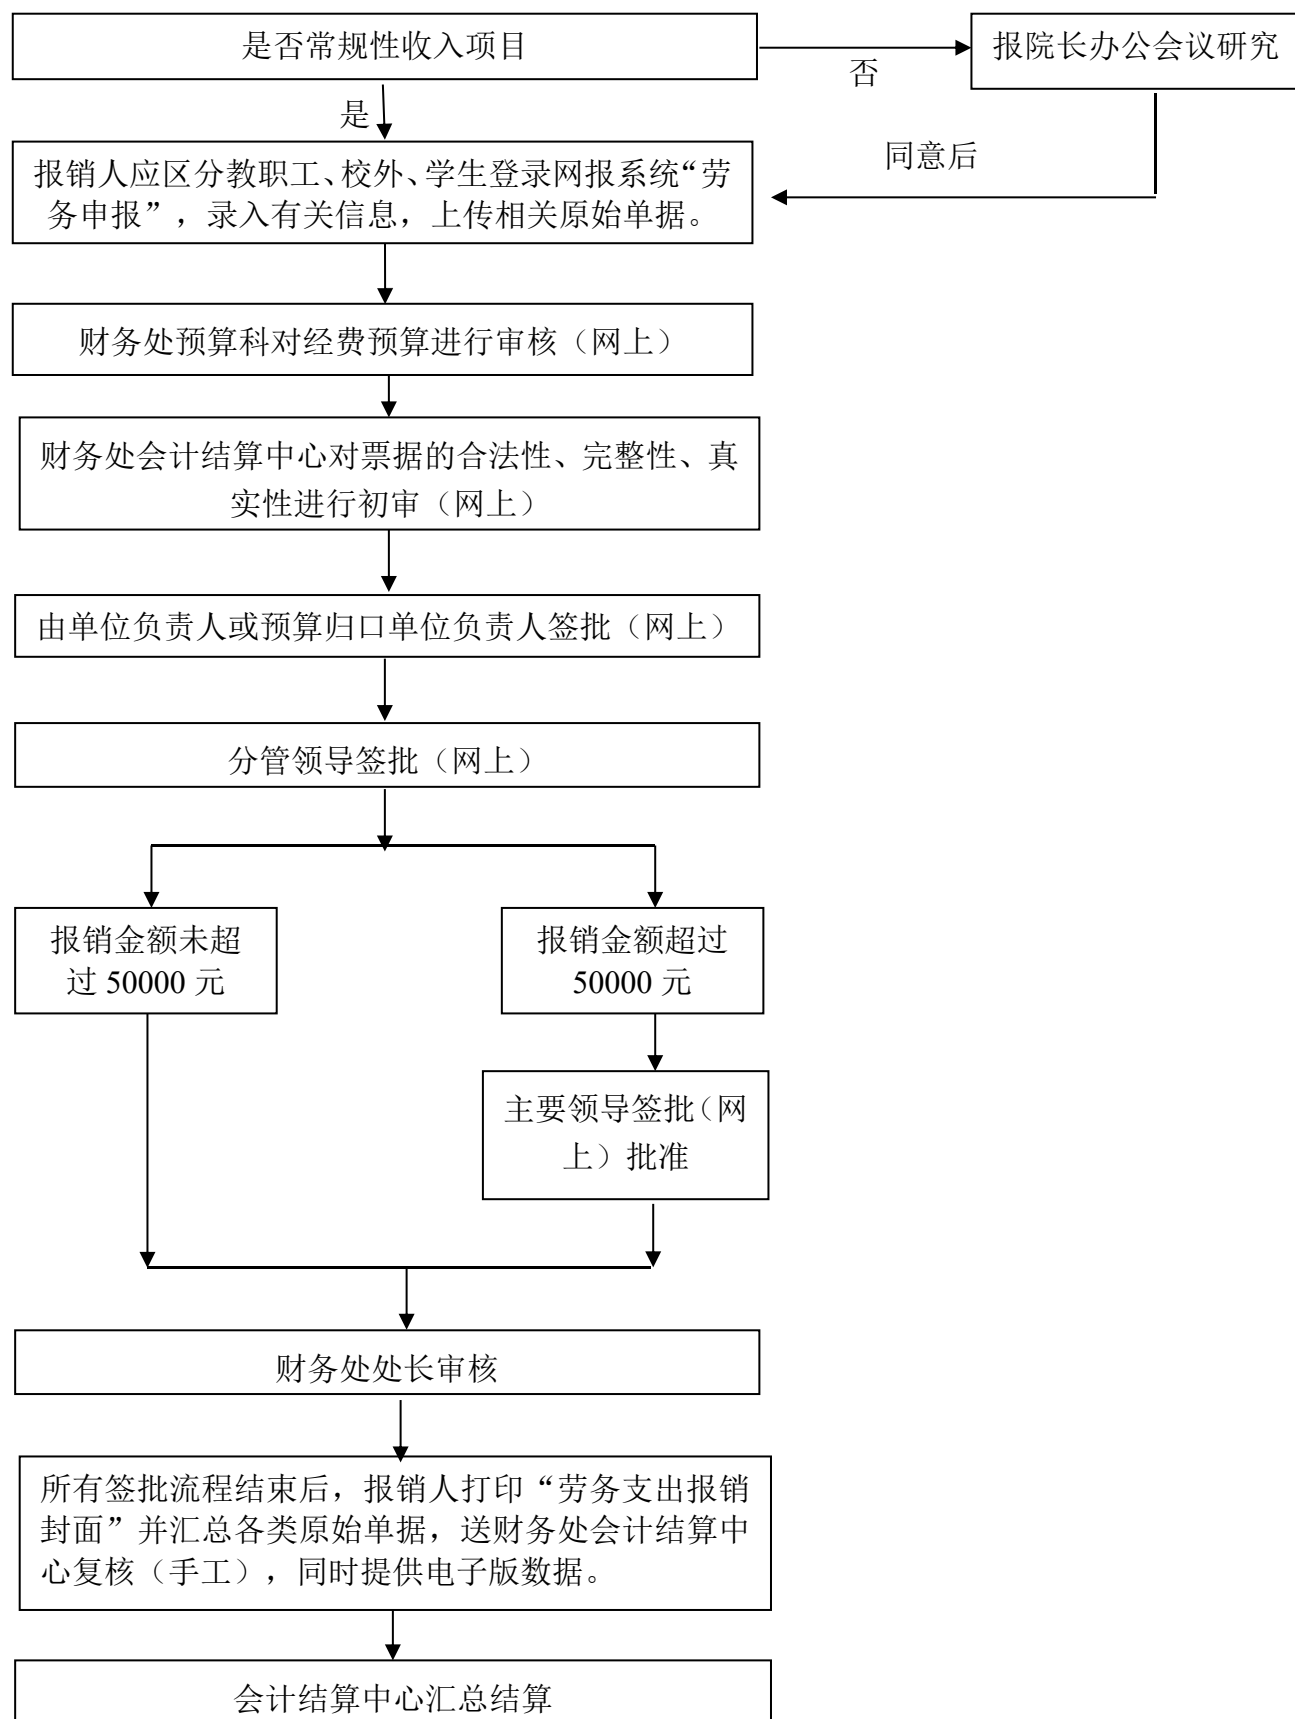 是否常规性收入项目
报院长办公会议研究
否
是
同意后
报销人应区分教职工、校外、学生登录网报系统“劳
务申报”，录入有关信息，上传相关原始单据。
财务处预算科对经费预算进行审核（网上）
财务处会计结算中心对票据的合法性、完整性、真
实性进行初审（网上）
由单位负责人或预算归口单位负责人签批（网上）
分管领导签批（网上）
报销金额未超
过 50000 元
报销金额超过
50000 元
主要领导签批（网
上）批准
财务处处长审核
所有签批流程结束后，报销人打印“劳务支出报销
封面”并汇总各类原始单据，送财务处会计结算中
心复核（手工），同时提供电子版数据。
会计结算中心汇总结算